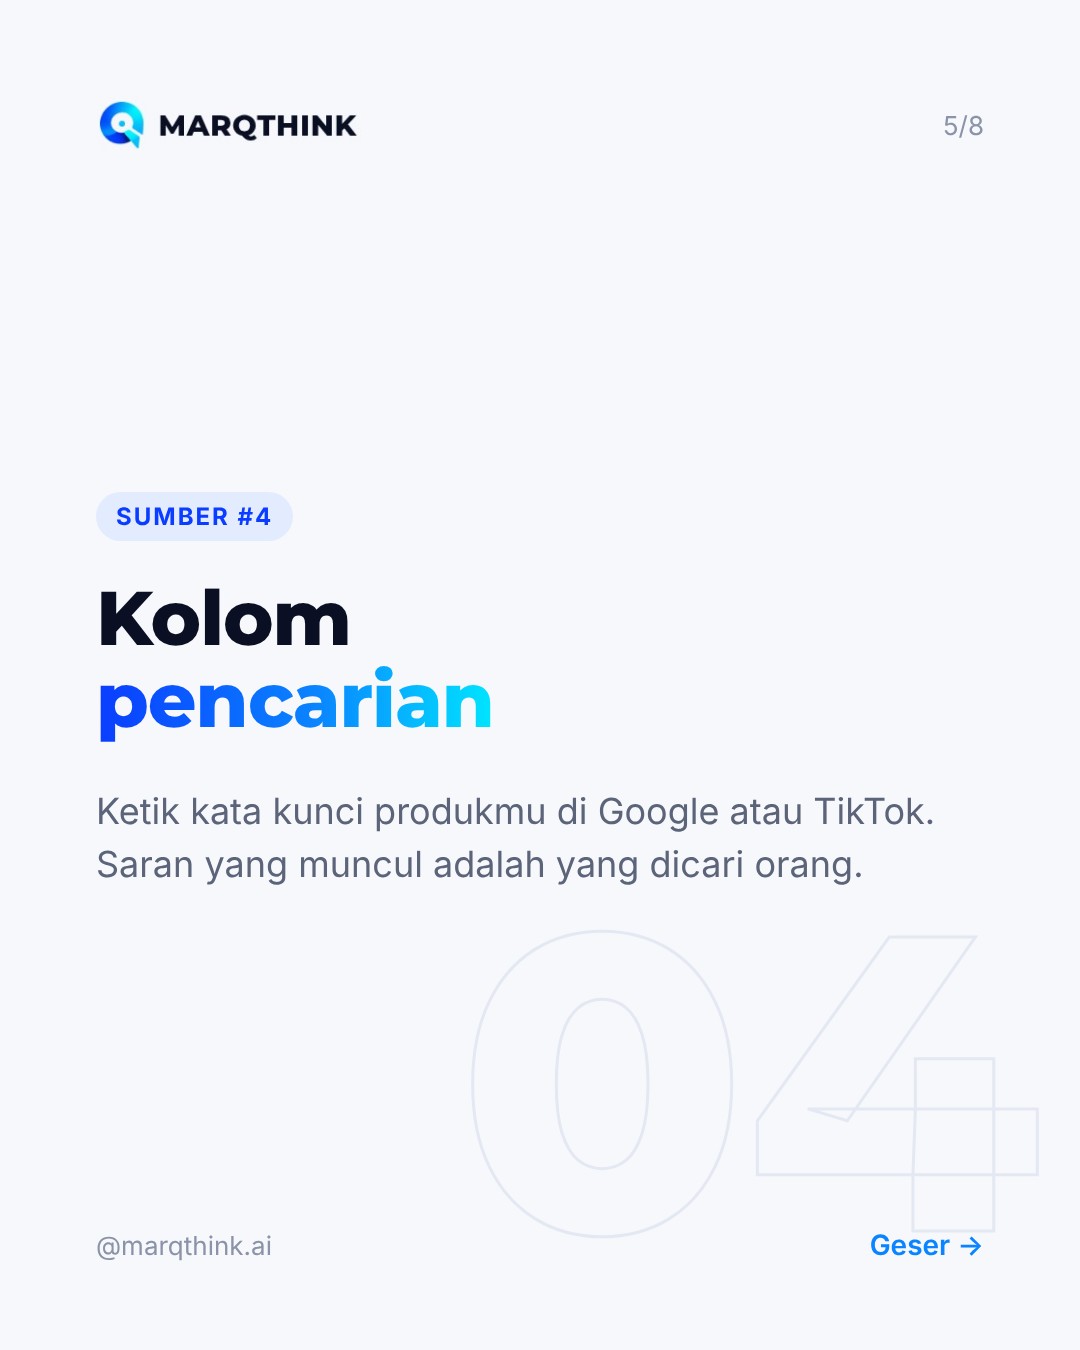 MARQTHINK
5/8
SUMBER #4
Kolom
pencarian
Ketik kata kunci produkmu di Google atau TikTok.
Saran yang muncul adalah yang dicari orang.
04
@marqthink.ai
Geser →